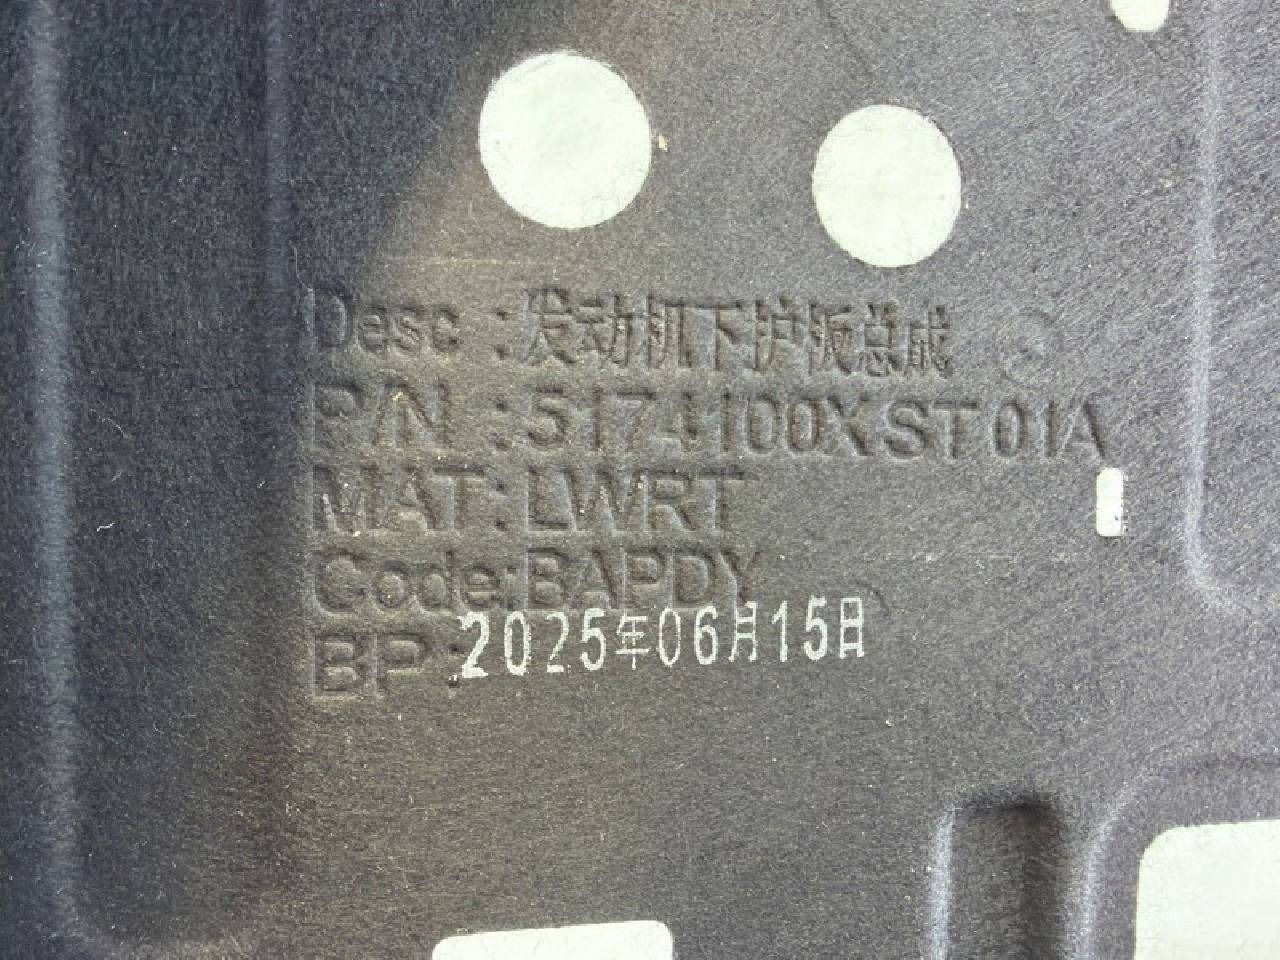 Desc :发动机下护板总成
P/N :5174100XST01A
MAT:LWRT
Code:BAPDY
BP:2025年06月15日